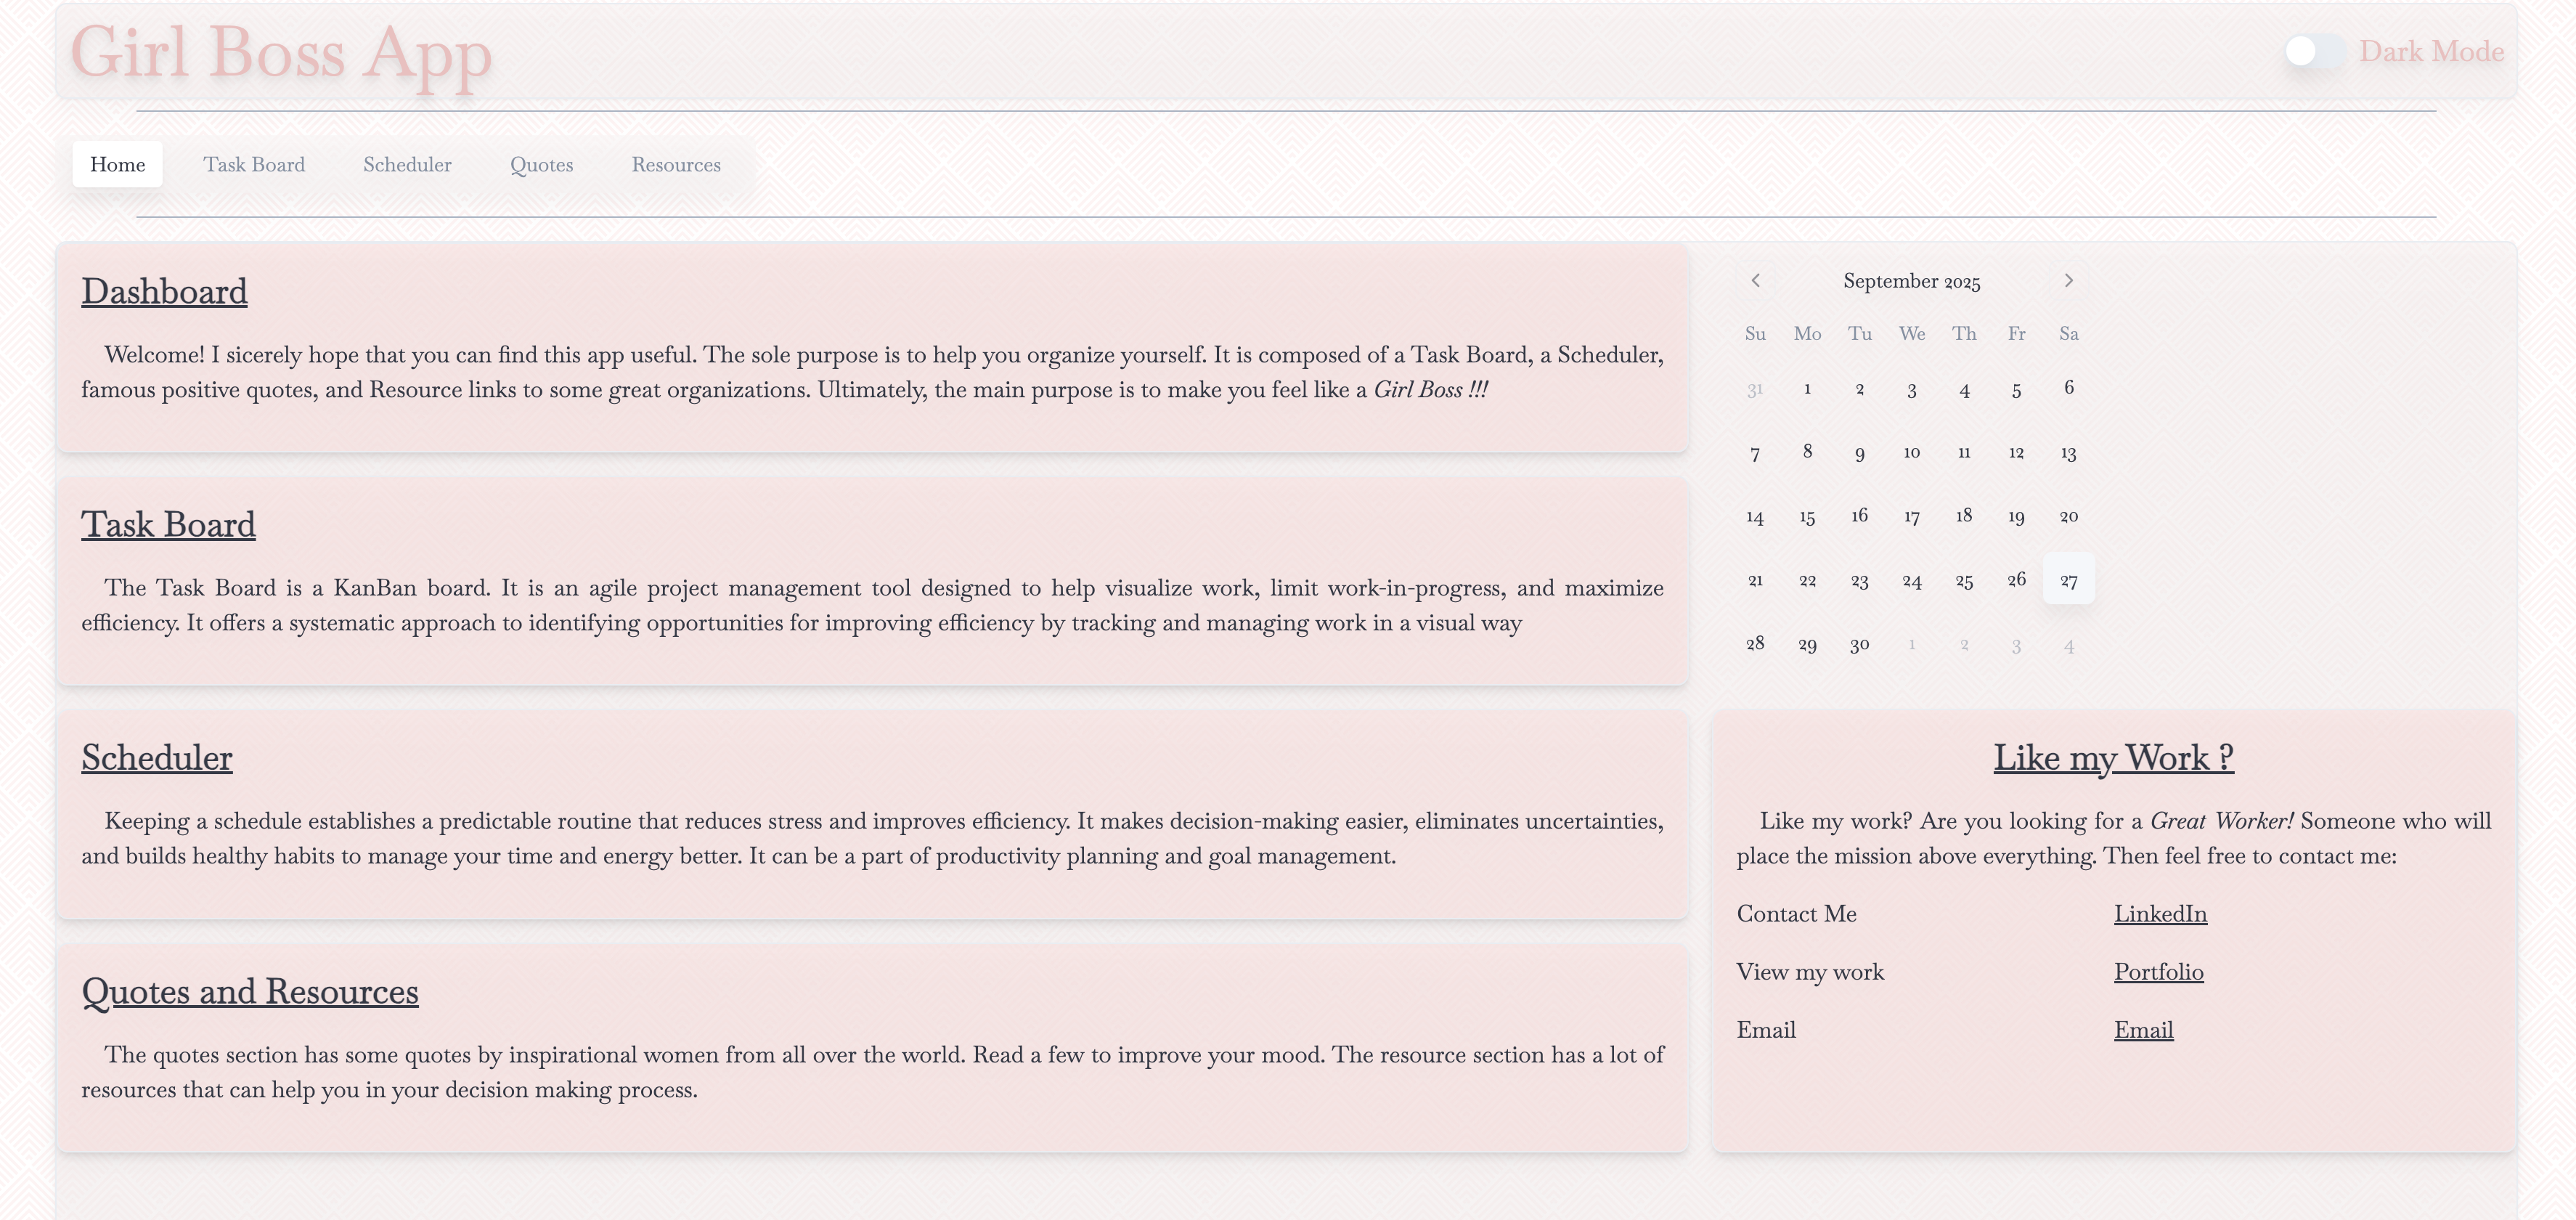 Girl Boss App
Dark Mode
Home Task Board Scheduler Quotes Resources
Dashboard
Welcome! I sicerely hope that you can find this app useful. The sole purpose is to help you organize yourself. It is composed of a Task Board, a Scheduler,
famous positive quotes, and Resource links to some great organizations. Ultimately, the main purpose is to make you feel like a Girl Boss !!!
Task Board
The Task Board is a KanBan board. It is an agile project management tool designed to help visualize work, limit work-in-progress, and maximize
efficiency. It offers a systematic approach to identifying opportunities for improving efficiency by tracking and managing work in a visual way
Scheduler
Keeping a schedule establishes a predictable routine that reduces stress and improves efficiency. It makes decision-making easier, eliminates uncertainties,
and builds healthy habits to manage your time and energy better. It can be a part of productivity planning and goal management.
Quotes and Resources
The quotes section has some quotes by inspirational women from all over the world. Read a few to improve your mood. The resource section has a lot of
resources that can help you in your decision making process.
September 2025
Su Mo Tu We Th Fr Sa
31 1 2 3 4 5 6
7 8 9 10 11 12 13
14 15 16 17 18 19 20
21 22 23 24 25 26 27
28 29 30 1 2 3 4
Like my Work ?
Like my work? Are you looking for a Great Worker! Someone who will
place the mission above everything. Then feel free to contact me:
Contact Me LinkedIn
View my work Portfolio
Email Email